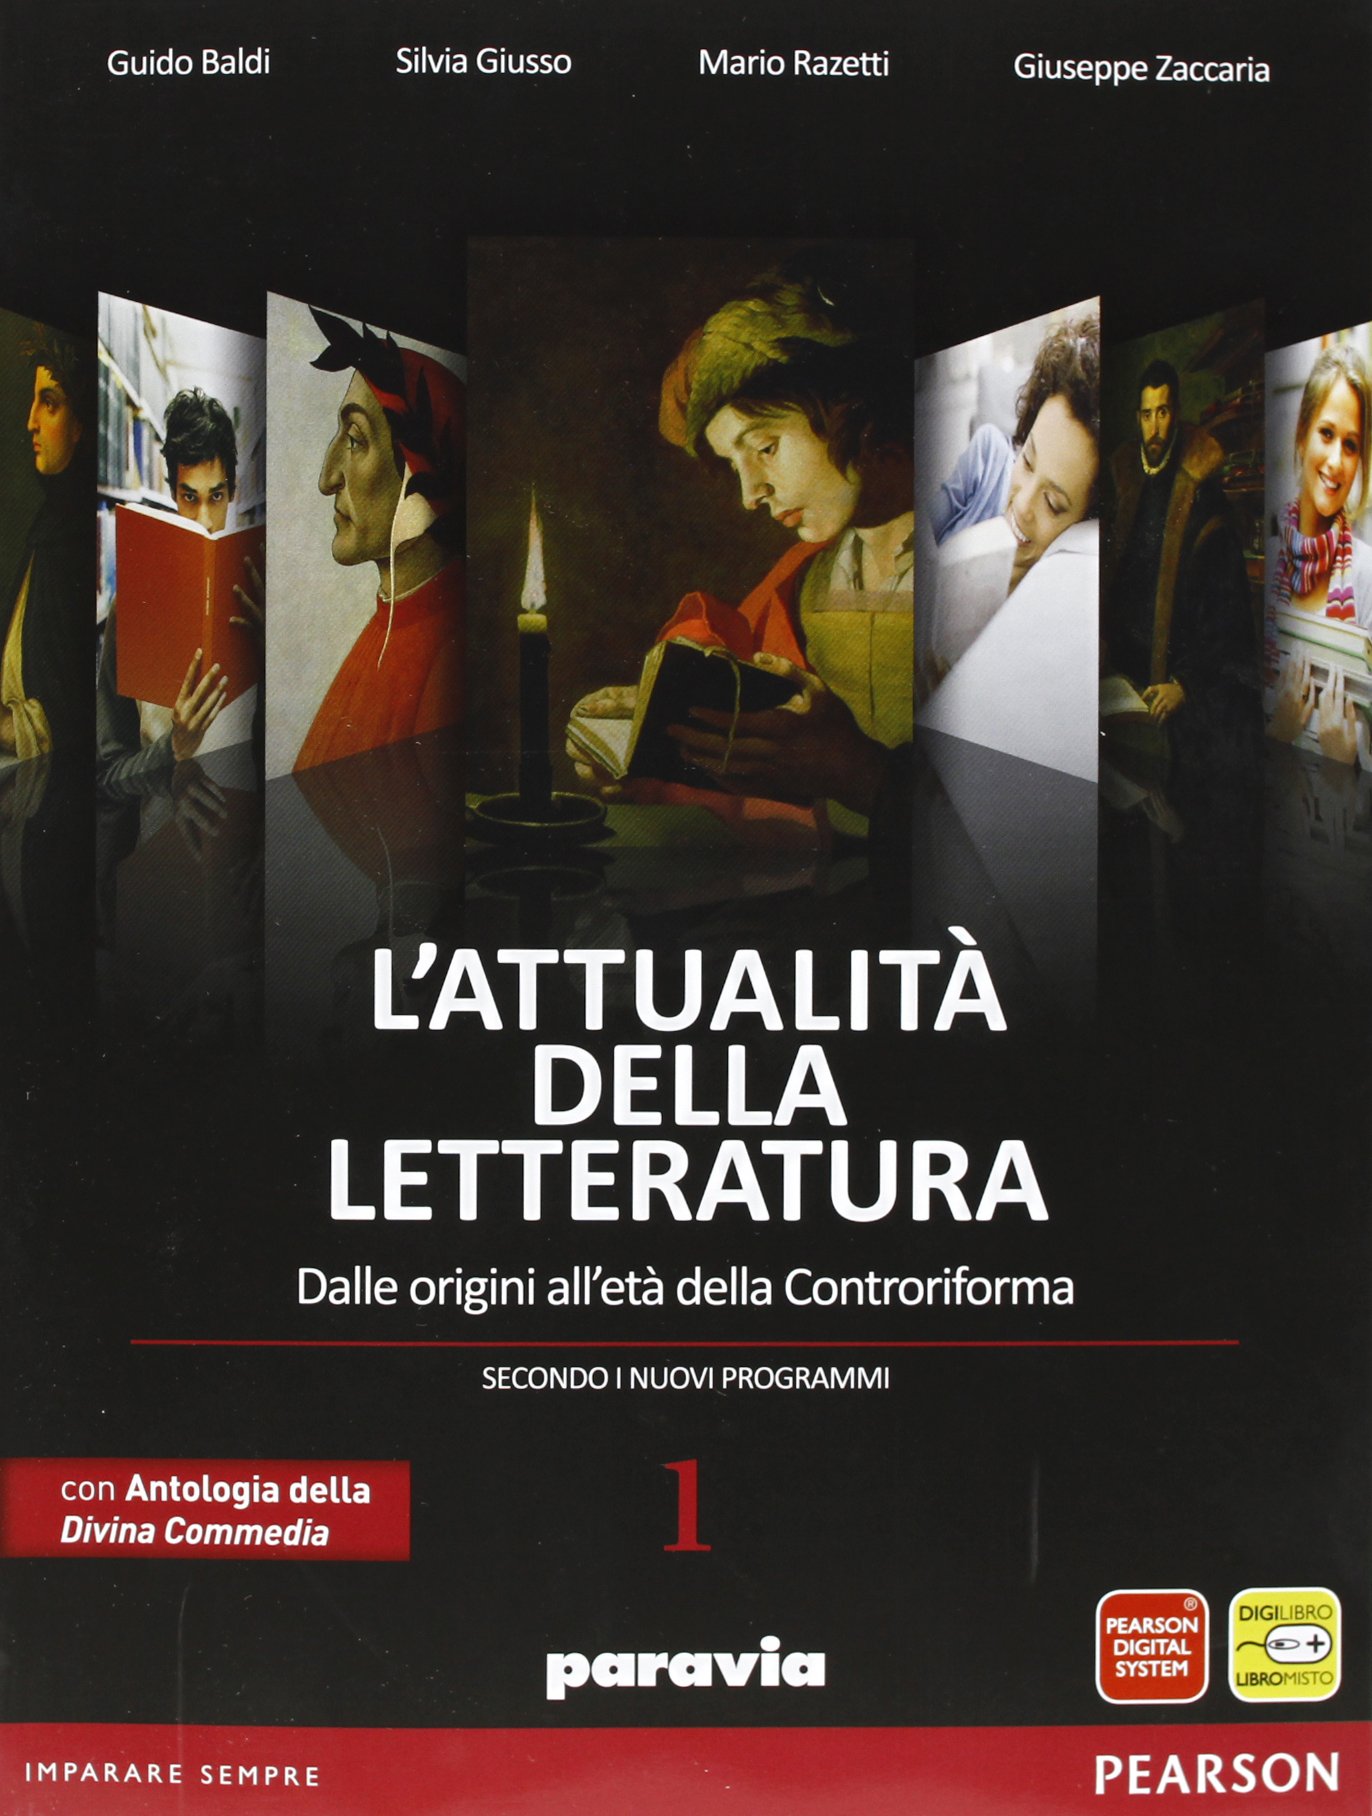 Guido Baldi Silvia Giusso Mario Razetti Giuseppe Zaccaria
L'ATTUALITÀ
DELLA
LETTERATURA
Dalle origini all'età della Controriforma
SECONDO I NUOVI PROGRAMMI
con Antologia della
Divina Commedia
1
PEARSON®
DIGITAL
SYSTEM
DIGILIBRO
+
LIBROMISTO
paravia
IMPARARE SEMPRE
PEARSON